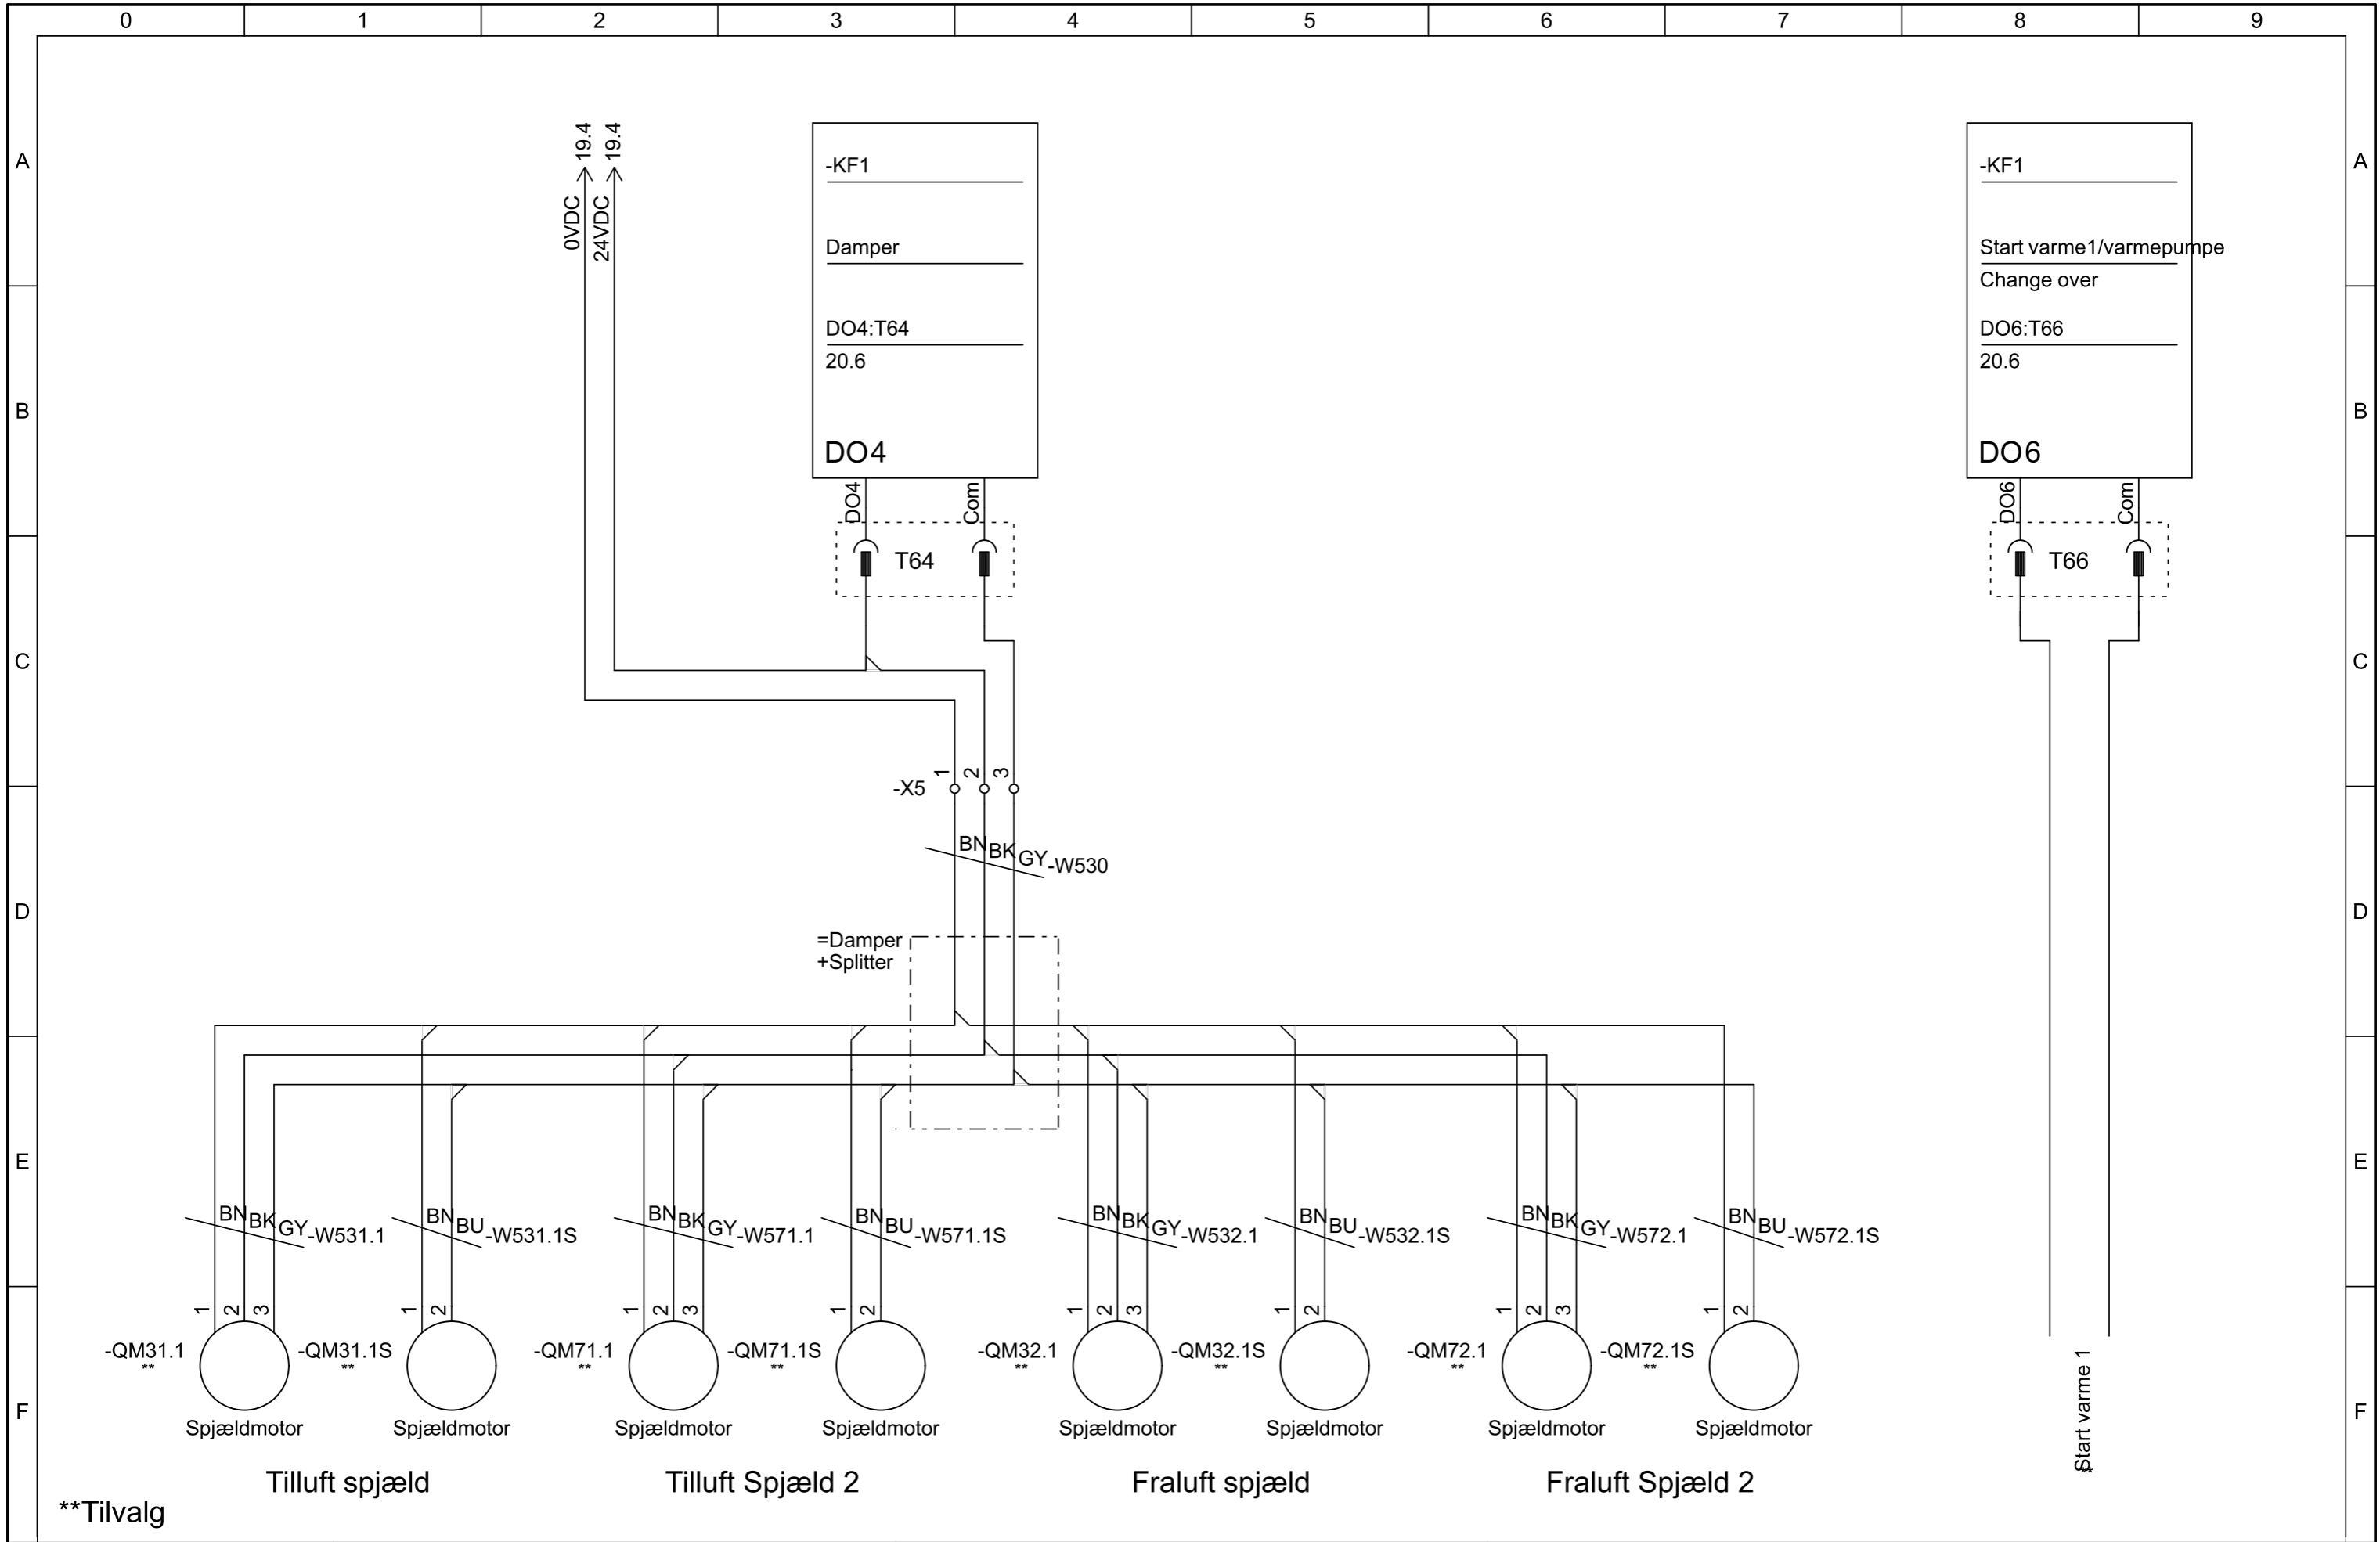 0 1 2 3 4 5 6 7 8 9
A A
B B
C C
D D
E E
F F
0VDC 19.4
24VDC 19.4
-KF1
Damper
DO4:T64
20.6
DO4
DO4 Com
T64
-KF1
Start varme1/varmepumpe
Change over
DO6:T66
20.6
DO6
DO6 Com
T66
-X5 1 2 3
BN BK GY -W530
=Damper
+Splitter
BN BK GY -W531.1
BN BU -W531.1S
BN BK GY -W571.1
BN BU -W571.1S
BN BK GY -W532.1
BN BU -W532.1S
BN BK GY -W572.1
BN BU -W572.1S
1 2 3
1 2
1 2 3
1 2
1 2 3
1 2
1 2 3
1 2
-QM31.1
**
-QM31.1S
**
-QM71.1
**
-QM71.1S
**
-QM32.1
**
-QM32.1S
**
-QM72.1
**
-QM72.1S
**
Spjældmotor
Spjældmotor
Spjældmotor
Spjældmotor
Spjældmotor
Spjældmotor
Spjældmotor
Spjældmotor
Start varme 1
**
Tilluft spjæld
Tilluft Spjæld 2
Fraluft spjæld
Fraluft Spjæld 2
**Tilvalg